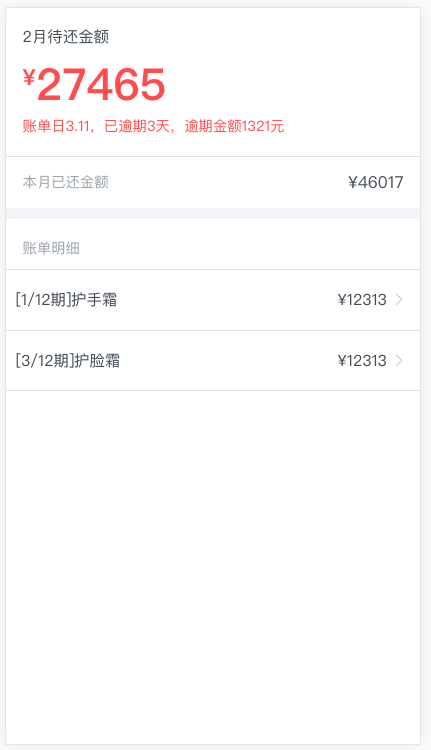 2月待还金额
¥27465
账单日3.11，已逾期3天，逾期金额1321元
本月已还金额 ¥46017
账单明细
[1/12期]护手霜 ¥12313
[3/12期]护脸霜 ¥12313